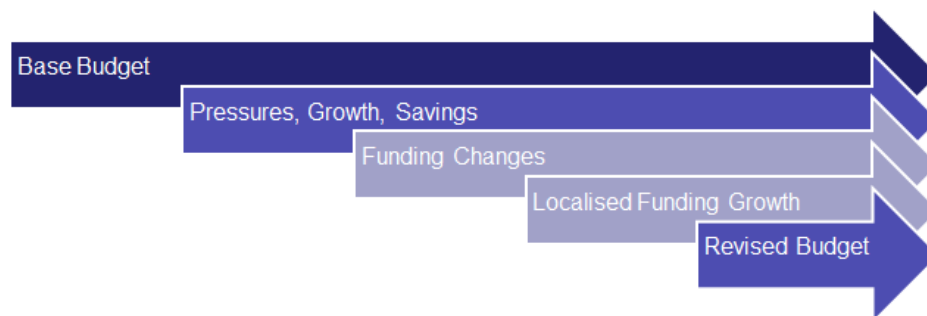 Base Budget
Pressures, Growth, Savings
Funding Changes
Localised Funding Growth
Revised Budget